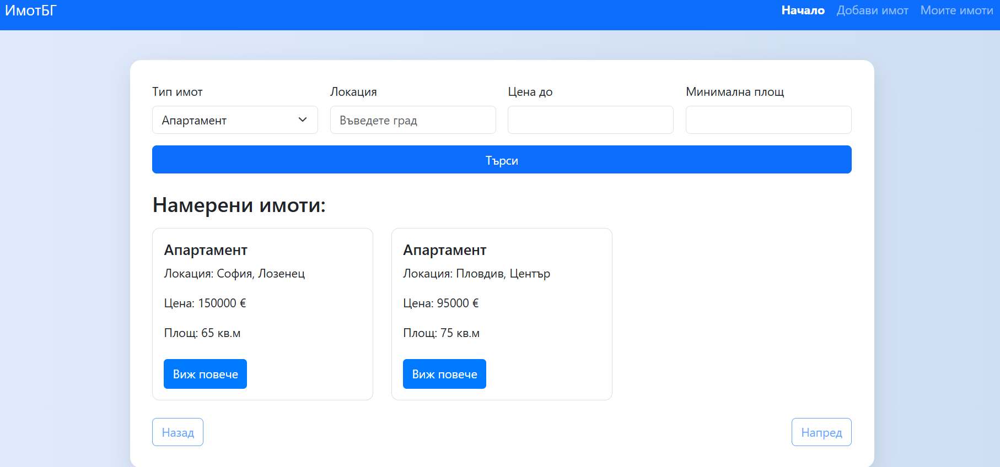 ИмотБГ
Начало Добави имот Моите имоти
Тип имот Локация Цена до Минимална площ
Апартамент Въведете град
Търси
Намерени имоти:
Апартамент
Локация: София, Лозенец
Цена: 150000 €
Площ: 65 кв.м
Виж повече
Апартамент
Локация: Пловдив, Център
Цена: 95000 €
Площ: 75 кв.м
Виж повече
Назад Напред